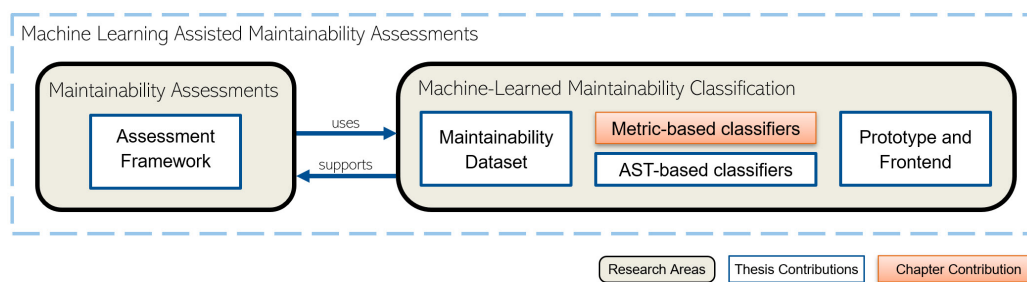 Machine Learning Assisted Maintainability Assessments
Maintainability Assessments
Assessment
Framework
uses
supports
Machine-Learned Maintainability Classification
Maintainability
Dataset
Metric-based classifiers
AST-based classifiers
Prototype and
Frontend
Research Areas
Thesis Contributions
Chapter Contribution